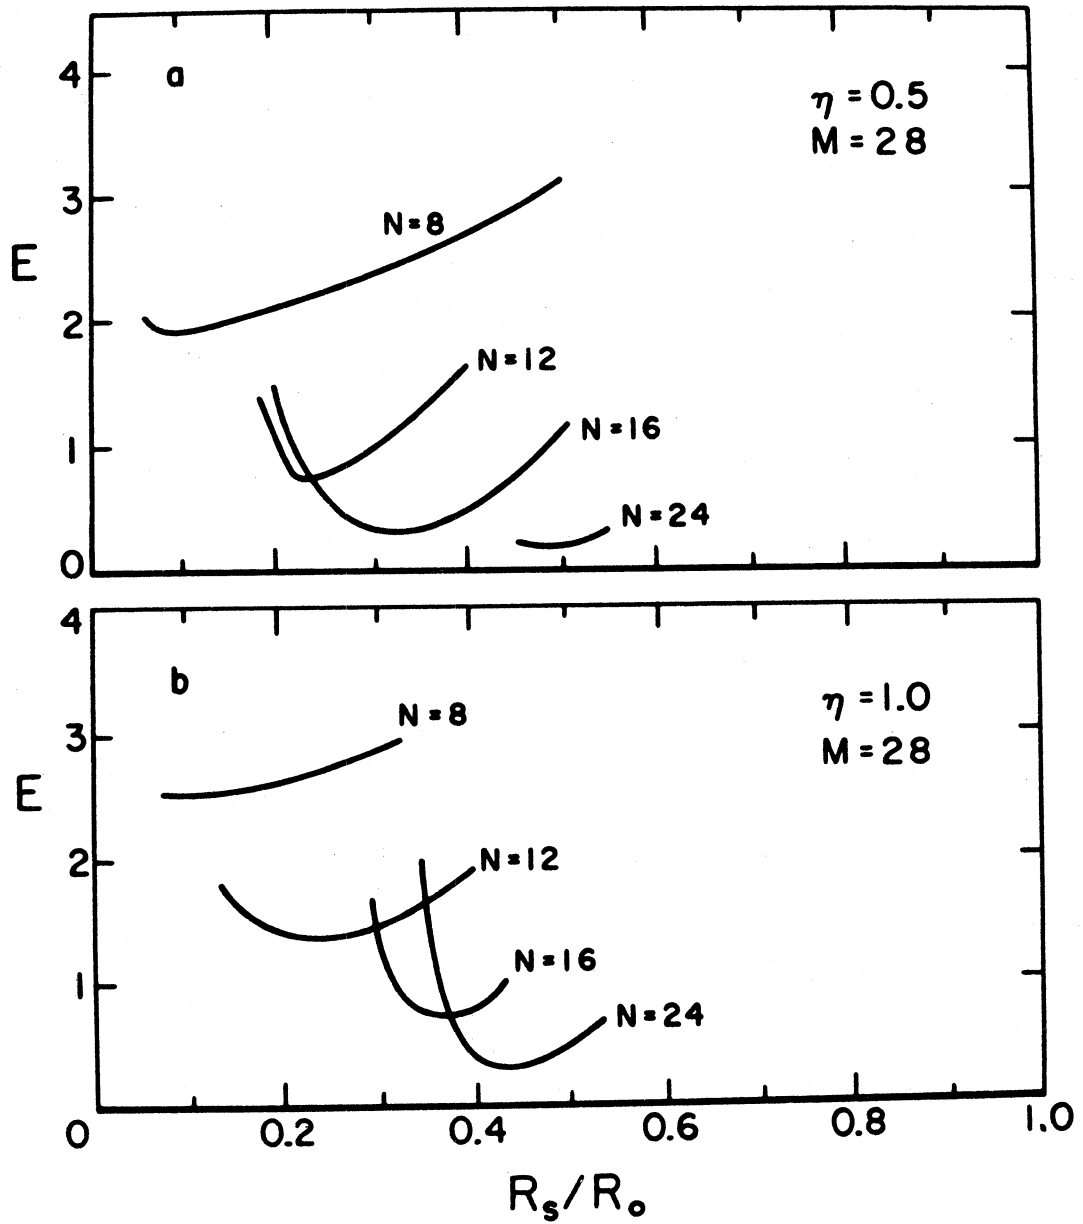 a
η = 0.5
M = 28
4
3
2
1
0
E
N=8
N=12
N=16
N=24
b
η = 1.0
M = 28
4
3
2
1
0
E
N=8
N=12
N=16
N=24
0.2
0.4
0.6
0.8
1.0
Rs/Ro